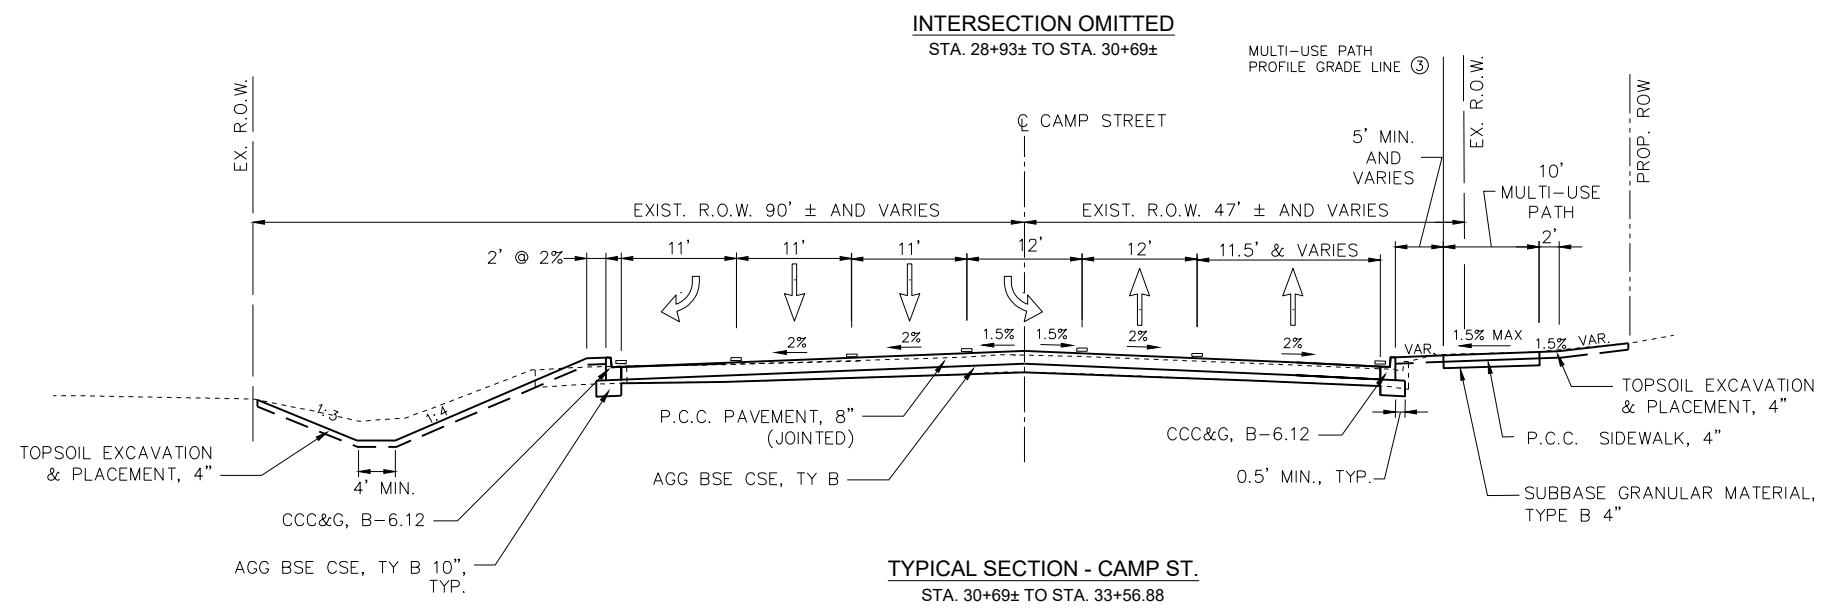 INTERSECTION OMITTED
STA. 28+93± TO STA. 30+69±
MULTI-USE PATH
PROFILE GRADE LINE ③
EX. R.O.W.
EX. R.O.W.
PROP. ROW
℄ CAMP STREET
5' MIN.
AND
VARIES
10'
MULTI-USE
PATH
EXIST. R.O.W. 90' ± AND VARIES
EXIST. R.O.W. 47' ± AND VARIES
2' @ 2%
11'
11'
11'
12'
12'
11.5' & VARIES
2'
2%
2%
1.5%
1.5%
2%
2%
VAR.
1.5% MAX
1.5%
VAR.
1:3
1:4
TOPSOIL EXCAVATION
& PLACEMENT, 4"
4' MIN.
CCC&G, B-6.12
AGG BSE CSE, TY B 10",
TYP.
P.C.C. PAVEMENT, 8"
(JOINTED)
AGG BSE CSE, TY B
CCC&G, B-6.12
0.5' MIN., TYP.
TOPSOIL EXCAVATION
& PLACEMENT, 4"
P.C.C. SIDEWALK, 4"
SUBBASE GRANULAR MATERIAL,
TYPE B 4"
TYPICAL SECTION - CAMP ST.
STA. 30+69± TO STA. 33+56.88